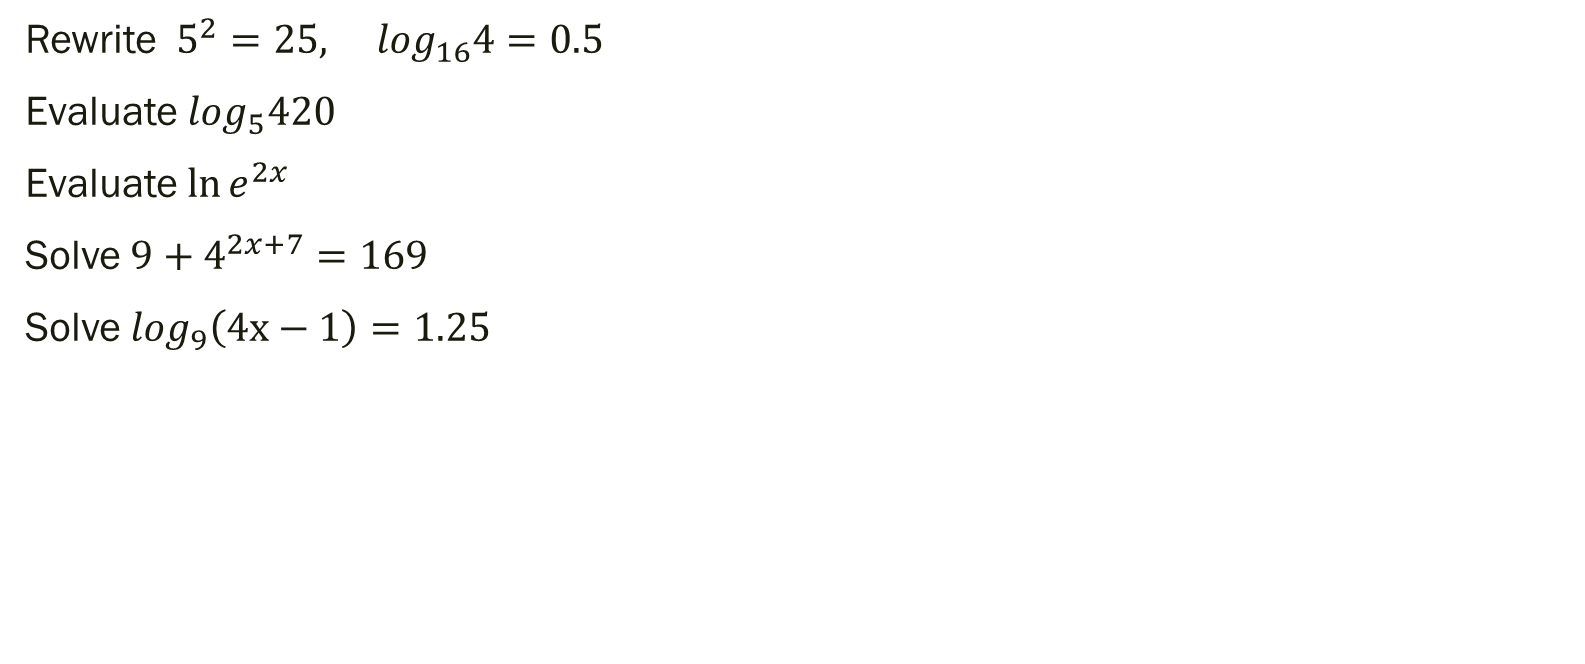 Rewrite 5² = 25, log₁₆4 = 0.5
Evaluate log₅420
Evaluate ln e²ˣ
Solve 9 + 4²ˣ⁺⁷ = 169
Solve log₉(4x − 1) = 1.25